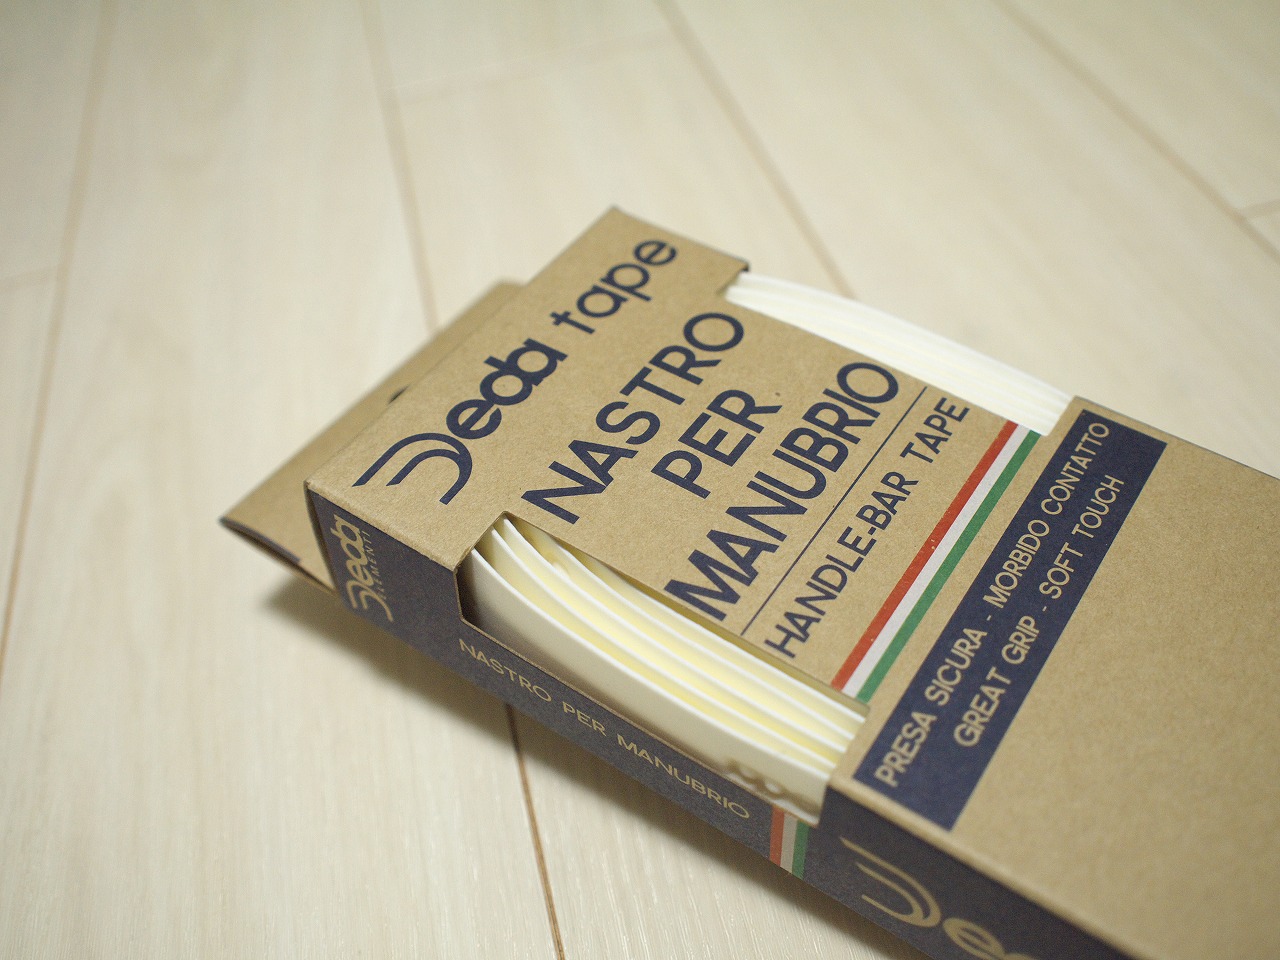 Deda tape
NASTRO
PER
MANUBRIO
HANDLE-BAR TAPE
PRESA SICURA - MORBIDO CONTATTO
GREAT GRIP - SOFT TOUCH
Deda
ELEMENTI
NASTRO PER MANUBRIO